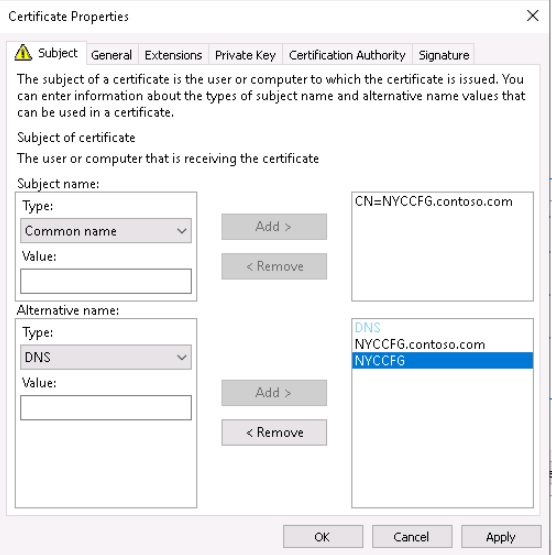 Certificate Properties
Subject General Extensions Private Key Certification Authority Signature
The subject of a certificate is the user or computer to which the certificate is issued. You
can enter information about the types of subject name and alternative name values that
can be used in a certificate.
Subject of certificate
The user or computer that is receiving the certificate
Subject name:
Type:
Common name
Value:
Add >
< Remove
CN=NYCCFG.contoso.com
Alternative name:
Type:
DNS
Value:
Add >
< Remove
DNS
NYCCFG.contoso.com
NYCCFG
OK Cancel Apply